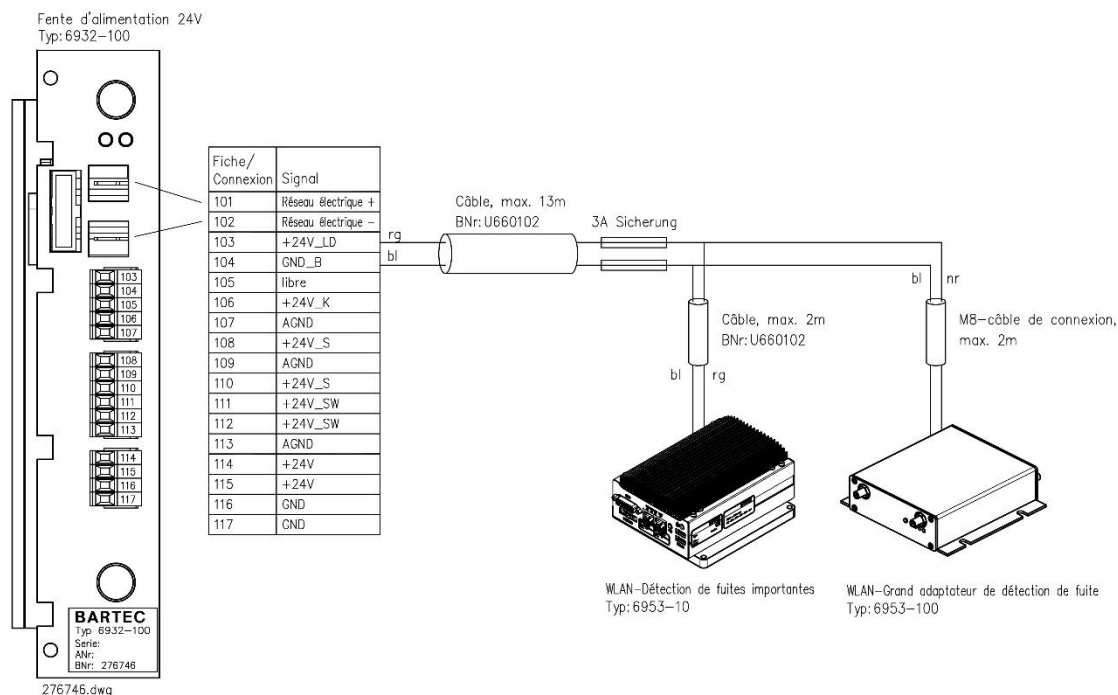 Fente d'alimentation 24V
Typ: 6932-100
103
104
105
106
107
108
109
110
111
112
113
114
115
116
117
BARTEC
Typ 6932-100
Serie:
ANr:
BNr: 276746
276746.dwg
Fiche/
Connexion Signal
101 Réseau électrique +
102 Réseau électrique -
103 +24V_LD
104 GND_B
105 libre
106 +24V_K
107 AGND
108 +24V_S
109 AGND
110 +24V_S
111 +24V_SW
112 +24V_SW
113 AGND
114 +24V
115 +24V
116 GND
117 GND
rg
bl
Câble, max. 13m
BNr: U660102
3A Sicherung
bl nr
Câble, max. 2m
BNr: U660102
M8-câble de connexion,
max. 2m
bl rg
WLAN-Détection de fuites importantes
Typ: 6953-10
WLAN-Grand adaptateur de détection de fuite
Typ: 6953-100